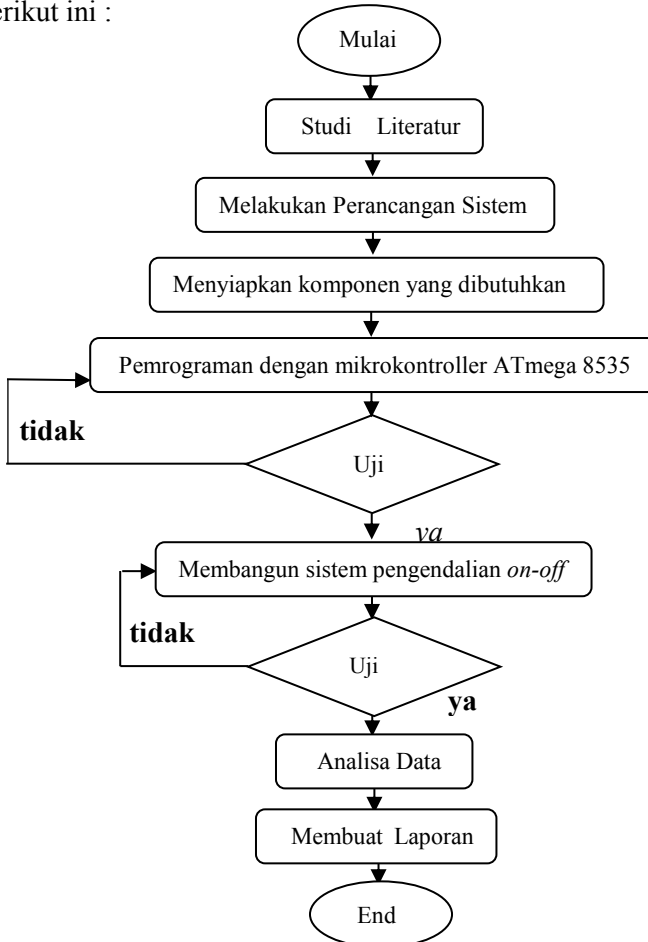 erikut ini :
Mulai
Studi Literatur
Melakukan Perancangan Sistem
Menyiapkan komponen yang dibutuhkan
Pemrograman dengan mikrokontroller ATmega 8535
tidak
Uji
ya
Membangun sistem pengendalian on-off
tidak
Uji
ya
Analisa Data
Membuat Laporan
End